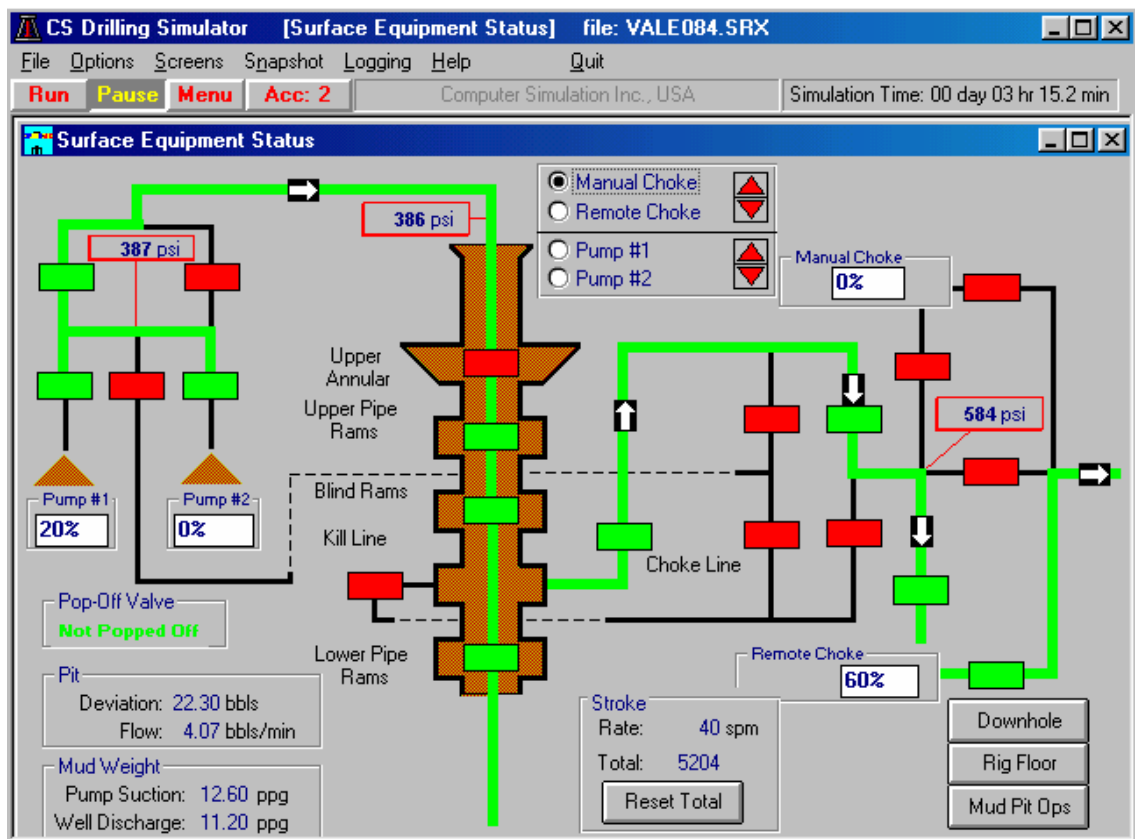 CS Drilling Simulator [Surface Equipment Status] file: VALE084.SRX
File Options Screens Snapshot Logging Help Quit
Run Pause Menu Acc: 2 Computer Simulation Inc., USA Simulation Time: 00 day 03 hr 15.2 min
Surface Equipment Status
Manual Choke
Remote Choke
Pump #1
Pump #2
386 psi
387 psi
Manual Choke
0%
Upper
Annular
Upper Pipe
Rams
584 psi
Blind Rams
Kill Line
Choke Line
Pump #1
20%
Pump #2
0%
Pop-Off Valve
Not Popped Off
Lower Pipe
Rams
Remote Choke
60%
Pit
Deviation: 22.30 bbls
Flow: 4.07 bbls/min
Stroke
Rate: 40 spm
Total: 5204
Reset Total
Mud Weight
Pump Suction: 12.60 ppg
Well Discharge: 11.20 ppg
Downhole
Rig Floor
Mud Pit Ops